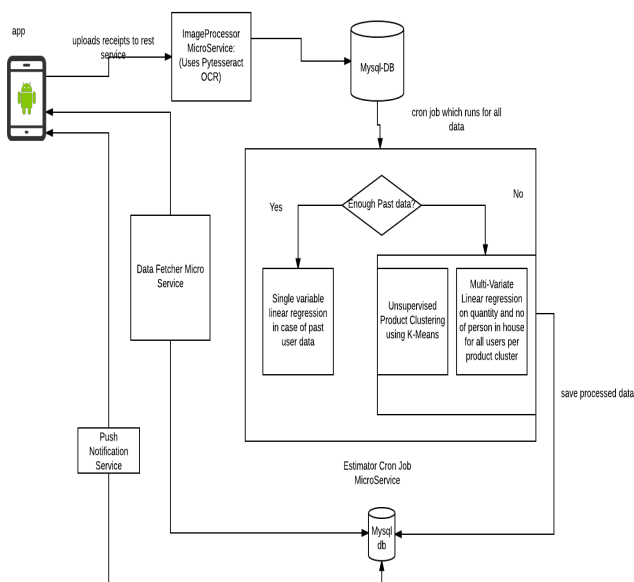 app
uploads receipts to rest
service
ImageProcessor
MicroService:
(Uses Pytesseract
OCR)
Mysql-DB
cron job which runs for all
data
Enough Past data?
Yes
No
Data Fetcher Micro
Service
Single variable
linear regression
in case of past
user data
Unsupervised
Product Clustering
using K-Means
Multi-Variate
Linear regression
on quantity and no
of person in house
for all users per
product cluster
save processed data
Push
Notification
Service
Estimator Cron Job
MicroService
Mysql
db